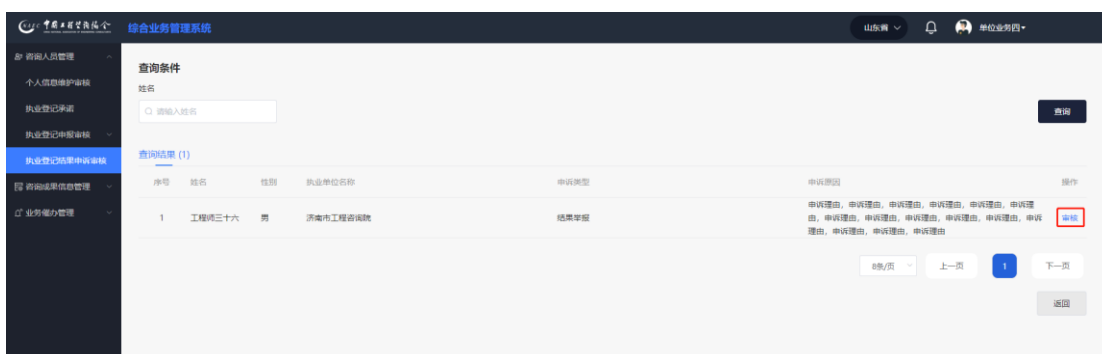 综合业务管理系统
山东省
单位业务四
咨询人员管理
个人信息维护审核
执业登记承诺
执业登记申报审核
执业登记结果申诉审核
咨询成果信息管理
业务催办管理
查询条件
姓名
请输入姓名
查询
查询结果 (1)
序号 姓名 性别 执业单位名称 申诉类型 申诉原因 操作
1 工程师三十六 男 济南市工程咨询院 结果举报 申诉理由，申诉理由，申诉理由，申诉理由，申诉理由，申诉理
由，申诉理由，申诉理由，申诉理由，申诉理由，申诉理由，申诉
理由，申诉理由，申诉理由，申诉理由
审核
8条/页 上一页 1 下一页
返回